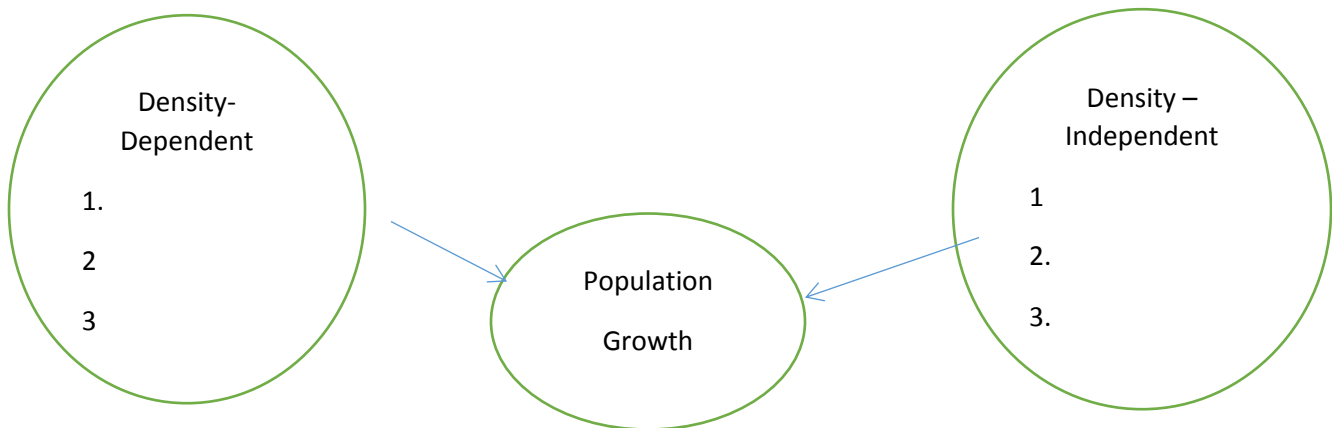 Density-
Dependent
1.
2
3
Population
Growth
Density –
Independent
1
2.
3.